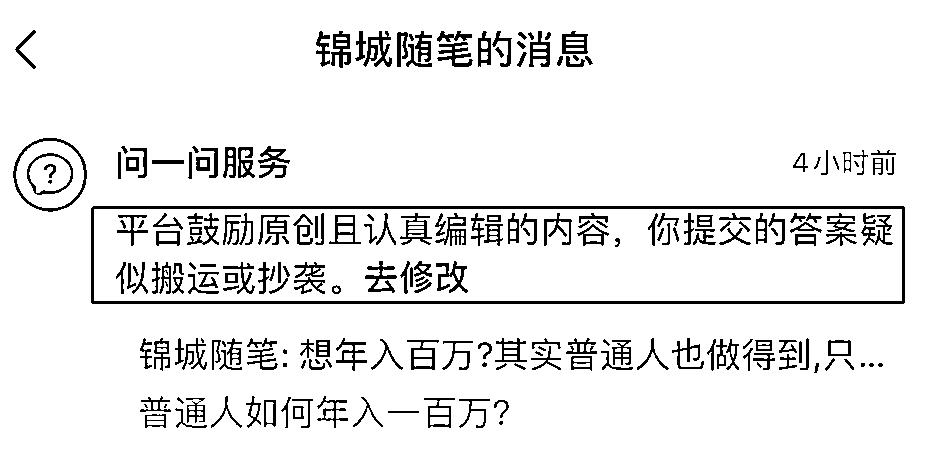 锦城随笔的消息
问一问服务
4小时前
平台鼓励原创且认真编辑的内容，你提交的答案疑
似搬运或抄袭。去修改
锦城随笔: 想年入百万?其实普通人也做得到,只...
普通人如何年入一百万?